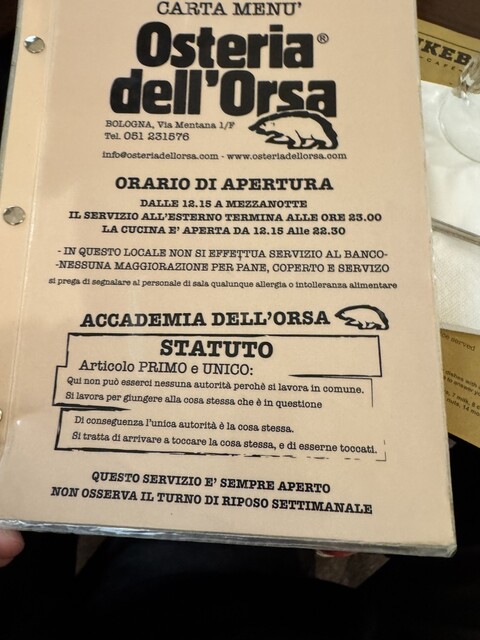 CARTA MENU'
Osteria®
dell'Orsa
BOLOGNA, Via Mentana 1/F
Tel. 051 231576
info@osteriadellorsa.com - www.osteriadellorsa.com
ORARIO DI APERTURA
DALLE 12.15 A MEZZANOTTE
IL SERVIZIO ALL'ESTERNO TERMINA ALLE ORE 23.00
LA CUCINA E' APERTA DA 12.15 Alle 22.30
- IN QUESTO LOCALE NON SI EFFETTUA SERVIZIO AL BANCO-
-NESSUNA MAGGIORAZIONE PER PANE, COPERTO E SERVIZO
si prega di segnalare al personale di sala qualunque allergia o intolleranza alimentare
ACCADEMIA DELL'ORSA
STATUTO
Articolo PRIMO e UNICO:
Qui non può esserci nessuna autorità perchè si lavora in comune.
Si lavora per giungere alla cosa stessa che è in questione
Di conseguenza l'unica autorità è la cosa stessa.
Si tratta di arrivare a toccare la cosa stessa, e di esserne toccati.
QUESTO SERVIZIO E' SEMPRE APERTO
NON OSSERVA IL TURNO DI RIPOSO SETTIMANALE